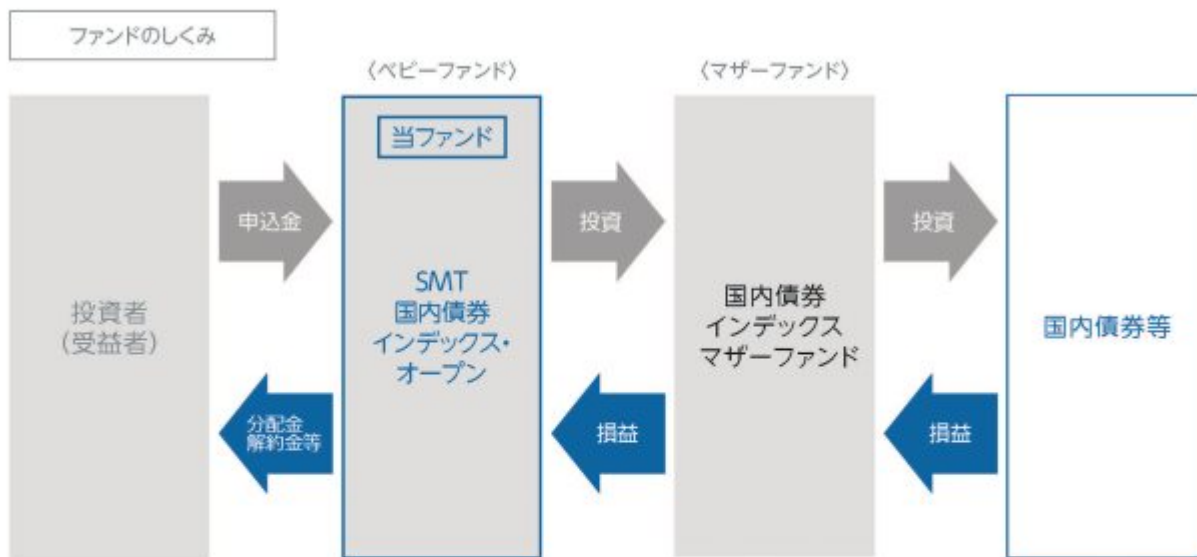 ファンドのしくみ
〈ベビーファンド〉
〈マザーファンド〉
当ファンド
申込金
投資
投資
投資者
(受益者)
SMT
国内債券
インデックス・
オープン
国内債券
インデックス
マザーファンド
国内債券等
分配金
解約金等
損益
損益